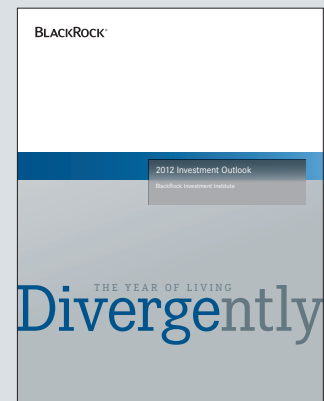 BLACKROCK®
2012 Investment Outlook
BlackRock Investment Institute
THE YEAR OF LIVING
Divergently